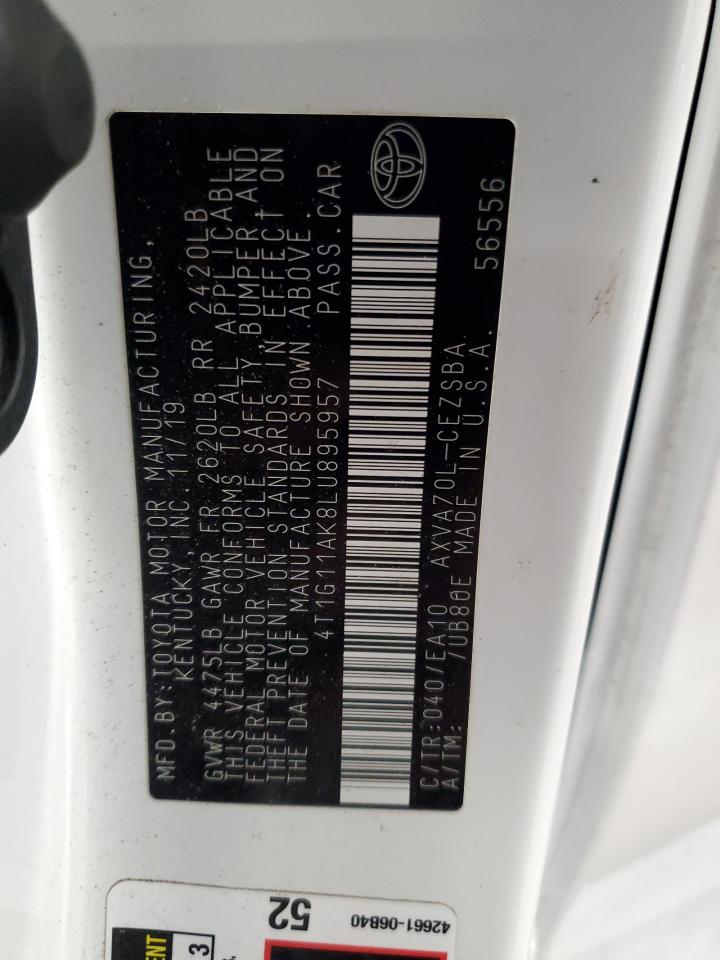 MFD.BY:TOYOTA MOTOR MANUFACTURING,
KENTUCKY, INC.11/19
GVWR 4475LB GAWR FR 2620LB RR 2420LB
THIS VEHICLE CONFORMS TO ALL APPLICABLE
FEDERAL MOTOR VEHICLE SAFETY, BUMPER, AND
THEFT PREVENTION STANDARDS IN EFFECT ON
THE DATE OF MANUFACTURE SHOWN ABOVE.
4T1G11AK8LU895957 PASS.CAR
C/TR:040/EA10 AXVA70L-CEZSBA
A/TM: /UB80E MADE IN U.S.A. 56556
52
42661-06B40
3